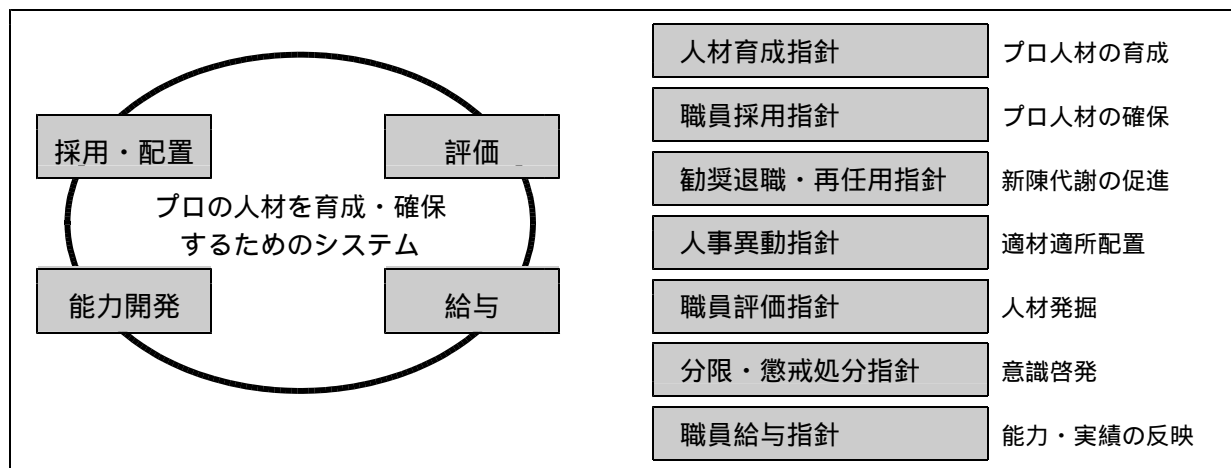 採用・配置
評価
プロの人材を育成・確保
するためのシステム
能力開発
給与
人材育成指針
プロ人材の育成
職員採用指針
プロ人材の確保
勧奨退職・再任用指針
新陳代謝の促進
人事異動指針
適材適所配置
職員評価指針
人材発掘
分限・懲戒処分指針
意識啓発
職員給与指針
能力・実績の反映